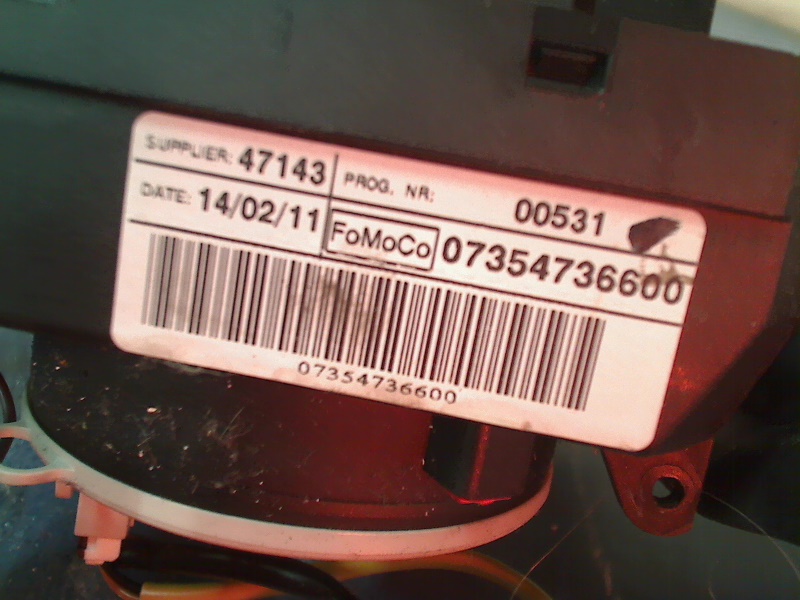 SUPPLIER: 47143
PROG. NR: 00531
DATE: 14/02/11
FoMoCo 07354736600
07354736600